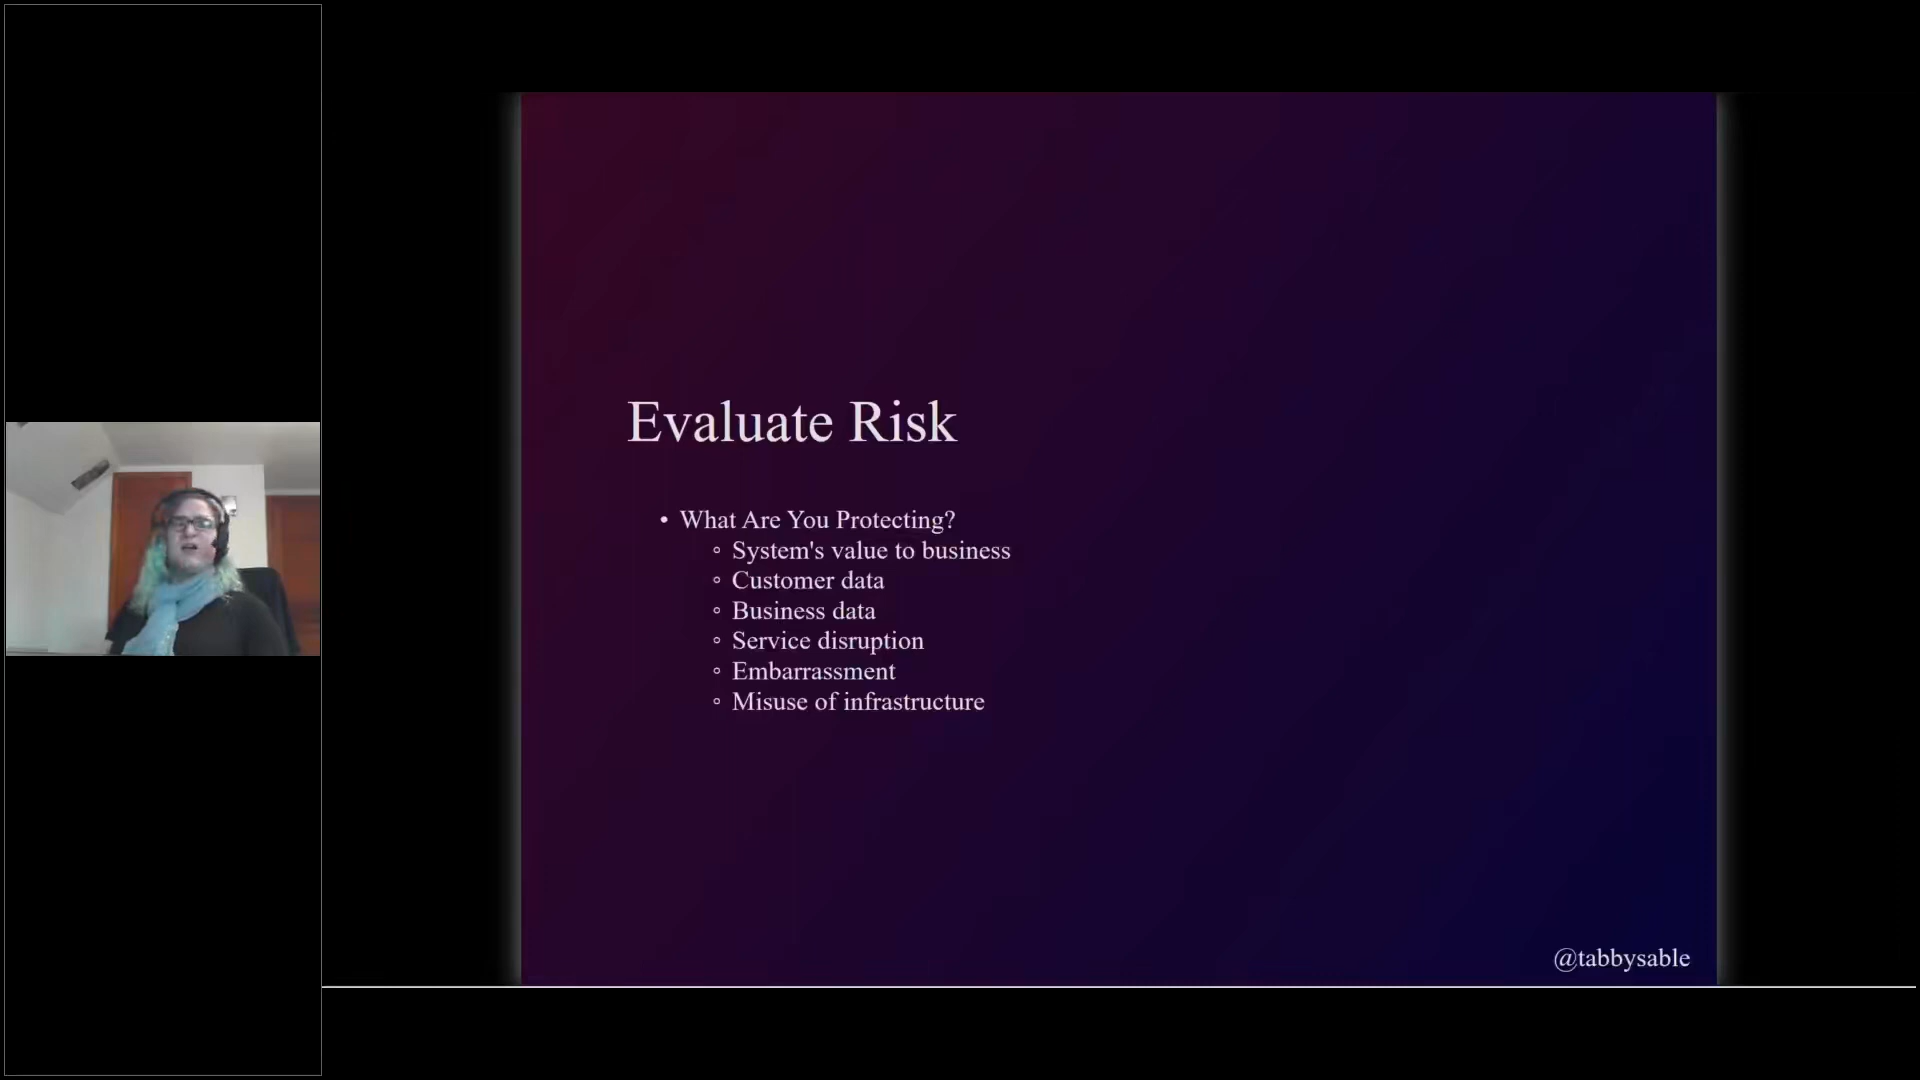 Evaluate Risk
• What Are You Protecting?
◦ System's value to business
◦ Customer data
◦ Business data
◦ Service disruption
◦ Embarrassment
◦ Misuse of infrastructure
@tabbysable